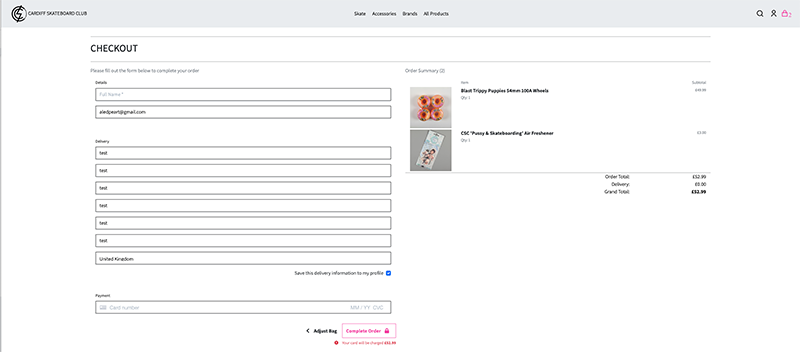 CARDIFF SKATEBOARD CLUB
Skate Accessories Brands All Products
2
CHECKOUT
Please fill out the form below to complete your order
Details
Full Name*
aledpeart@gmail.com
Delivery
test
test
test
test
test
test
United Kingdom
Save this delivery information to my profile
Payment
Card number MM / YY CVC
Adjust Bag Complete Order
Your card will be charged £52.99
Order Summary (2)
Item Subtotal
Blast Trippy Puppies 54mm 100A Wheels £49.99
Qty: 1
CSC "Pussy & Skateboarding" Air Freshener £3.00
Qty: 1
Order Total: £52.99
Delivery: £0.00
Grand Total: £52.99